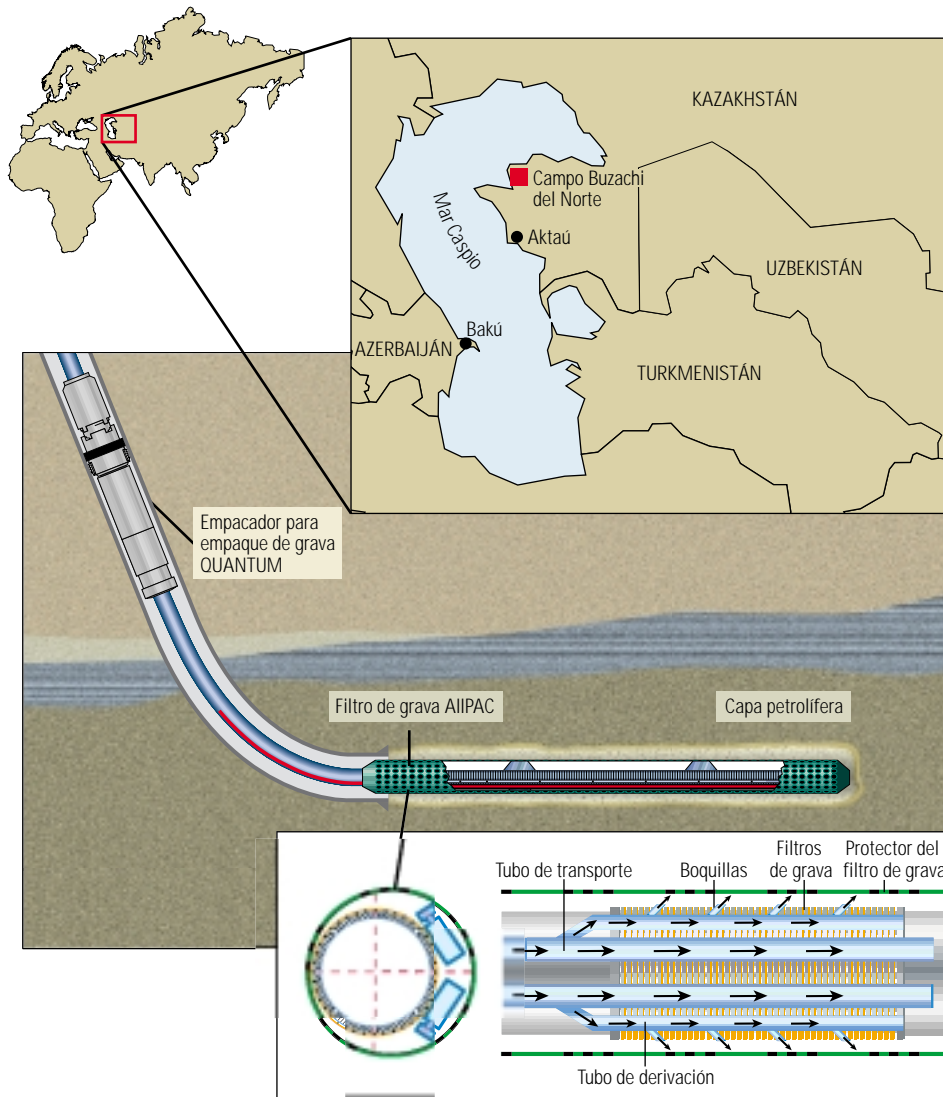 KAZAKHSTÁN
Campo Buzachi
del Norte
Mar Caspio
Aktaú
UZBEKISTÁN
Bakú
AZERBAIJÁN
TURKMENISTÁN
Empacador para
empaque de grava
QUANTUM
Filtro de grava AllPAC
Capa petrolífera
Tubo de transporte
Boquillas
Filtros
de grava
Protector del
filtro de grava
Tubo de derivación